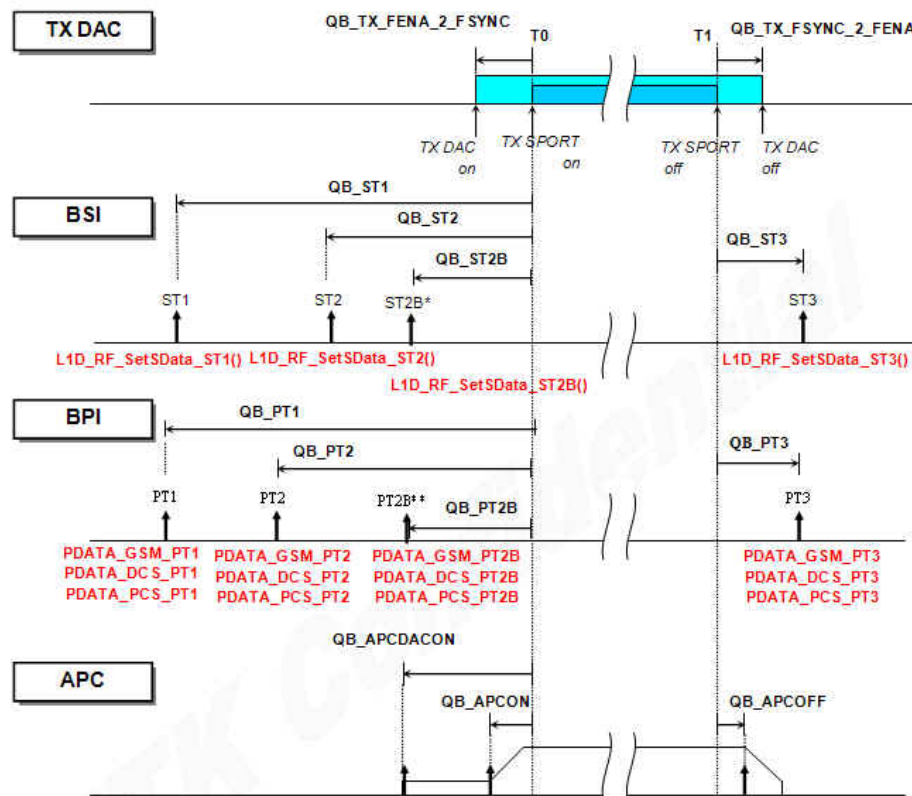 TX DAC
QB_TX_FENA_2_FSYNC
T0
T1
QB_TX_FSYNC_2_FENA
TX DAC on
TX SPORT on
TX SPORT off
TX DAC off
BSI
QB_ST1
QB_ST2
QB_ST2B
QB_ST3
ST1
ST2
ST2B*
ST3
L1D_RF_SetSData_ST1()
L1D_RF_SetSData_ST2()
L1D_RF_SetSData_ST2B()
L1D_RF_SetSData_ST3()
BPI
QB_PT1
QB_PT2
QB_PT2B
QB_PT3
PT1
PT2
PT2B**
PT3
PDATA_GSM_PT1
PDATA_DCS_PT1
PDATA_PCS_PT1
PDATA_GSM_PT2
PDATA_DCS_PT2
PDATA_PCS_PT2
PDATA_GSM_PT2B
PDATA_DCS_PT2B
PDATA_PCS_PT2B
PDATA_GSM_PT3
PDATA_DCS_PT3
PDATA_PCS_PT3
APC
QB_APCDACON
QB_APCON
QB_APCOFF